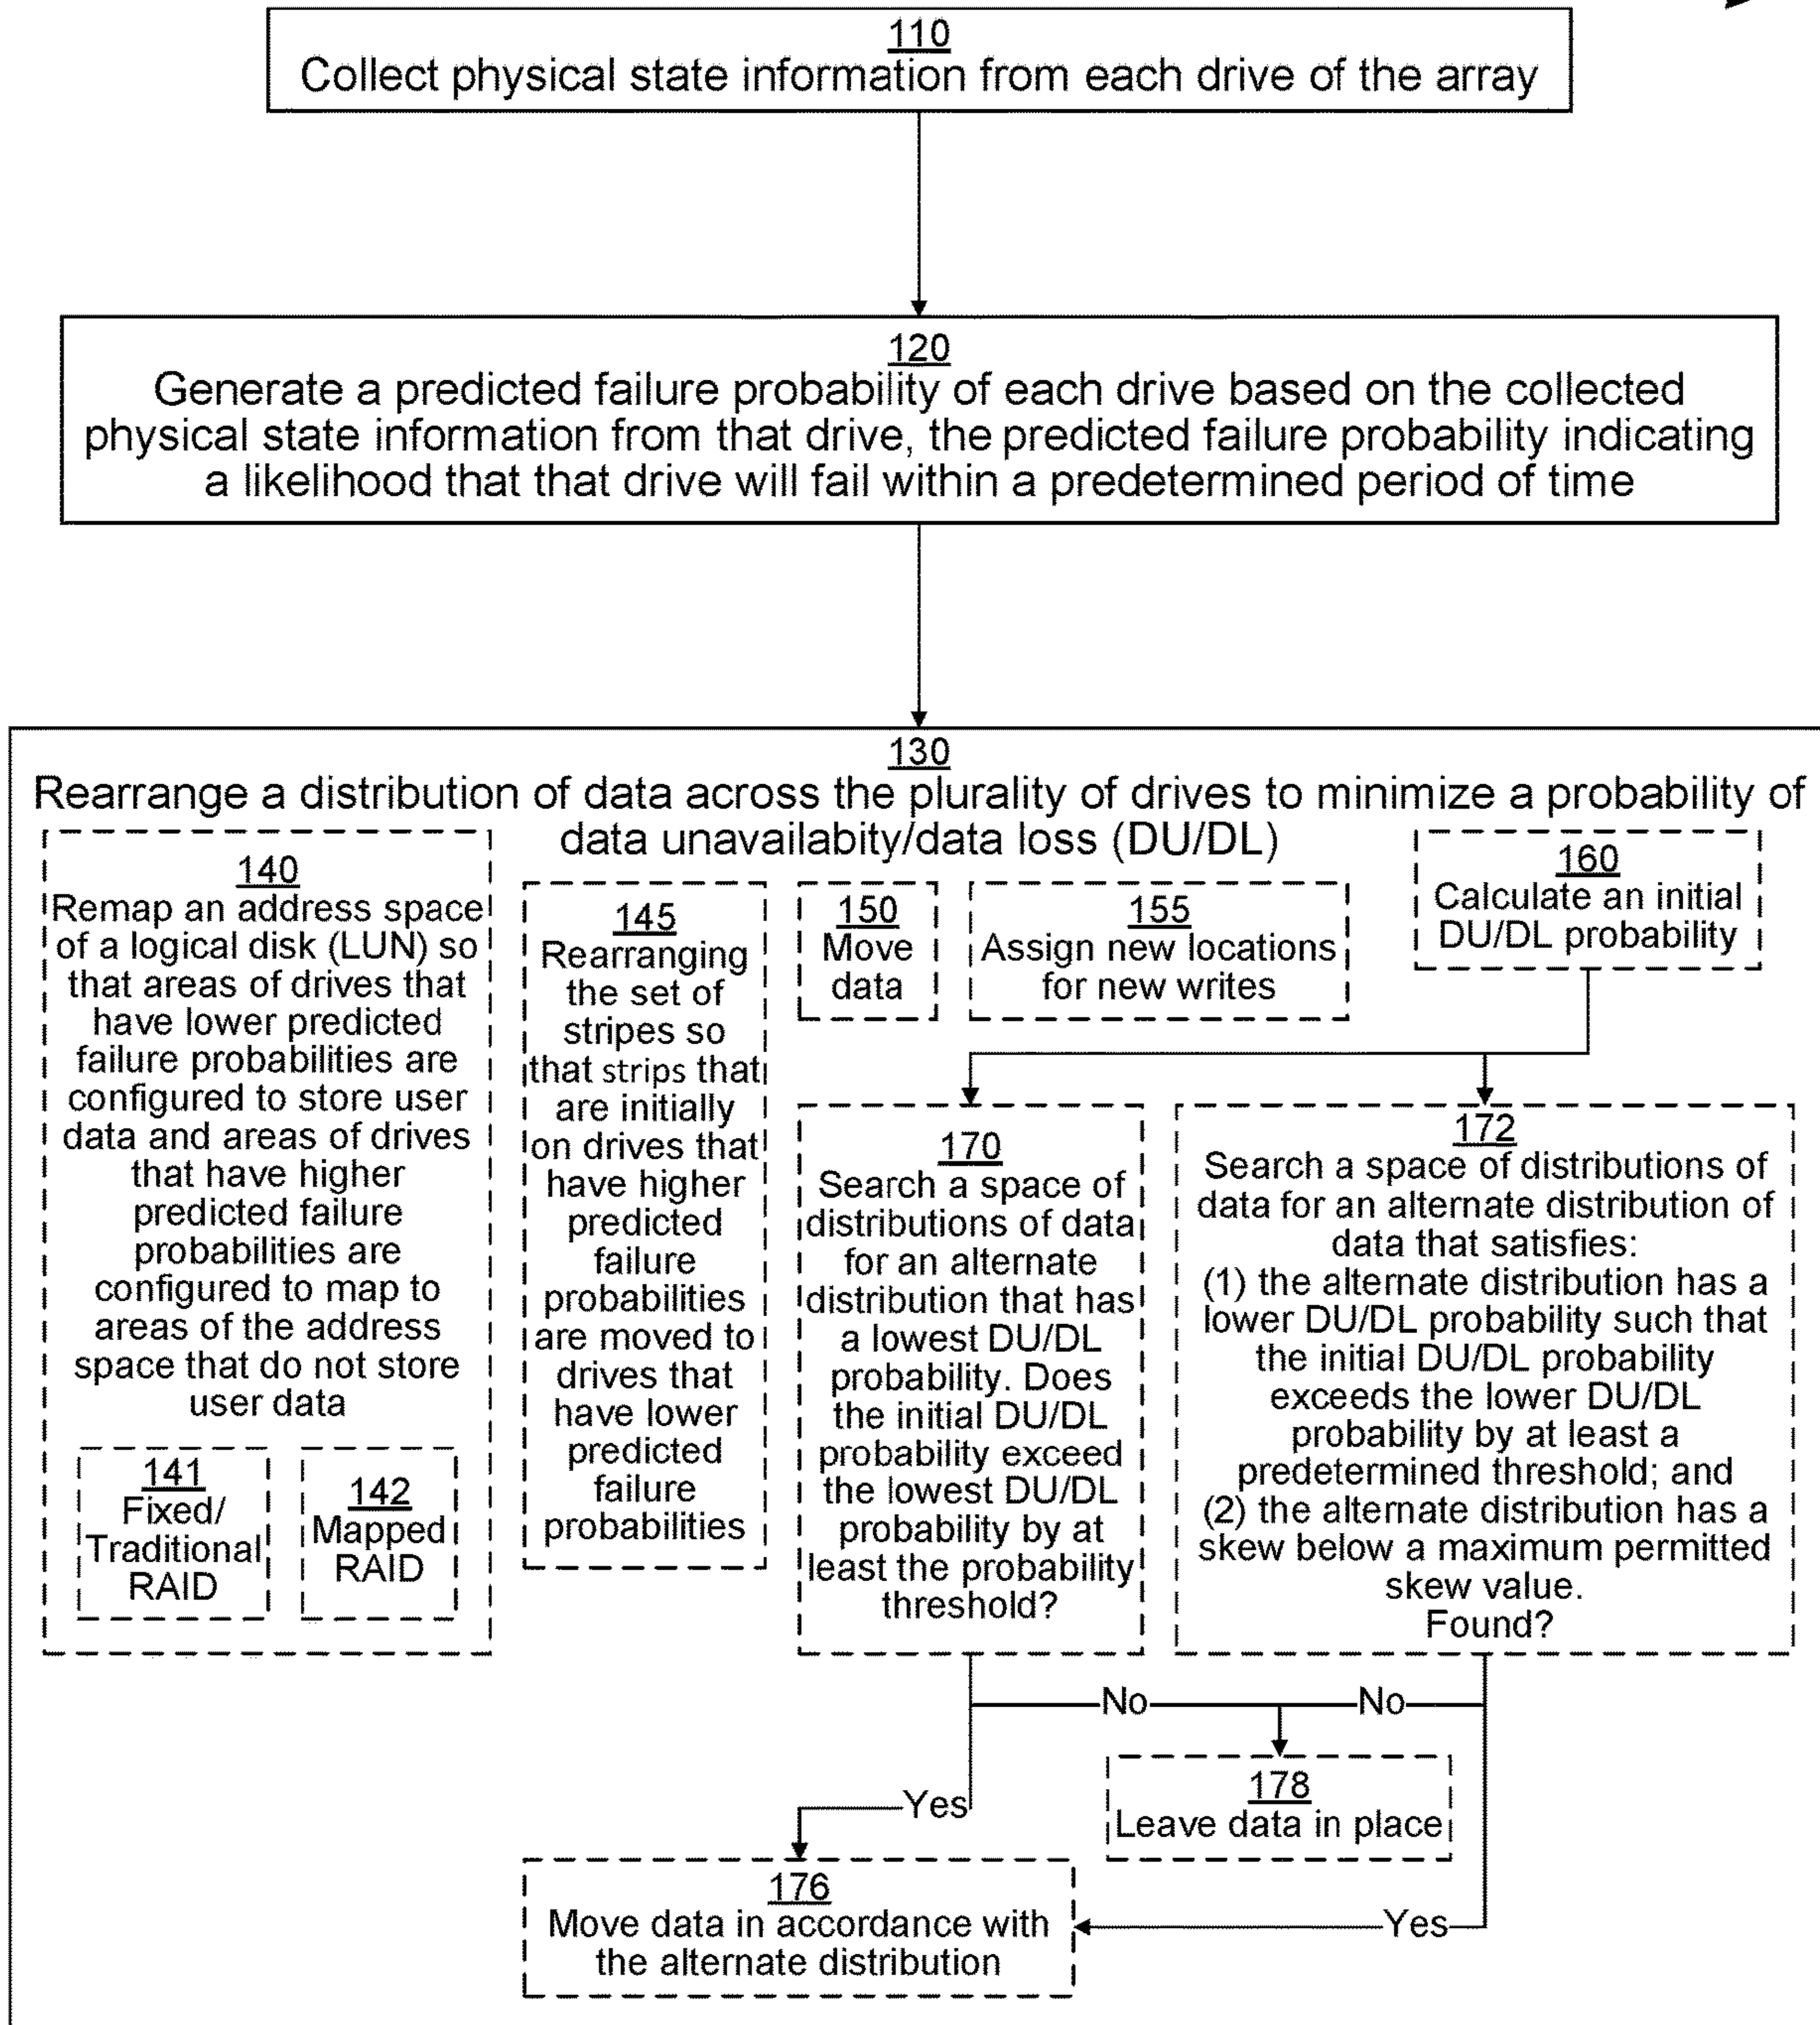 110
Collect physical state information from each drive of the array
120
Generate a predicted failure probability of each drive based on the collected
physical state information from that drive, the predicted failure probability indicating
a likelihood that that drive will fail within a predetermined period of time
130
Rearrange a distribution of data across the plurality of drives to minimize a probability of
data unavailabity/data loss (DU/DL)
140
Remap an address space
of a logical disk (LUN) so
that areas of drives that
have lower predicted
failure probabilities are
configured to store user
data and areas of drives
that have higher
predicted failure
probabilities are
configured to map to
areas of the address
space that do not store
user data
141
Fixed/
Traditional
RAID
142
Mapped
RAID
145
Rearranging
the set of
stripes so
that strips that
are initially
on drives that
have higher
predicted
failure
probabilities
are moved to
drives that
have lower
predicted
failure
probabilities
150
Move
data
155
Assign new locations
for new writes
160
Calculate an initial
DU/DL probability
170
Search a space of
distributions of data
for an alternate
distribution that has
a lowest DU/DL
probability. Does
the initial DU/DL
probability exceed
the lowest DU/DL
probability by at
least the probability
threshold?
172
Search a space of distributions of
data for an alternate distribution of
data that satisfies:
(1) the alternate distribution has a
lower DU/DL probability such that
the initial DU/DL probability
exceeds the lower DU/DL
probability by at least a
predetermined threshold; and
(2) the alternate distribution has a
skew below a maximum permitted
skew value.
Found?
No
No
178
Leave data in place
Yes
176
Move data in accordance with
the alternate distribution
Yes